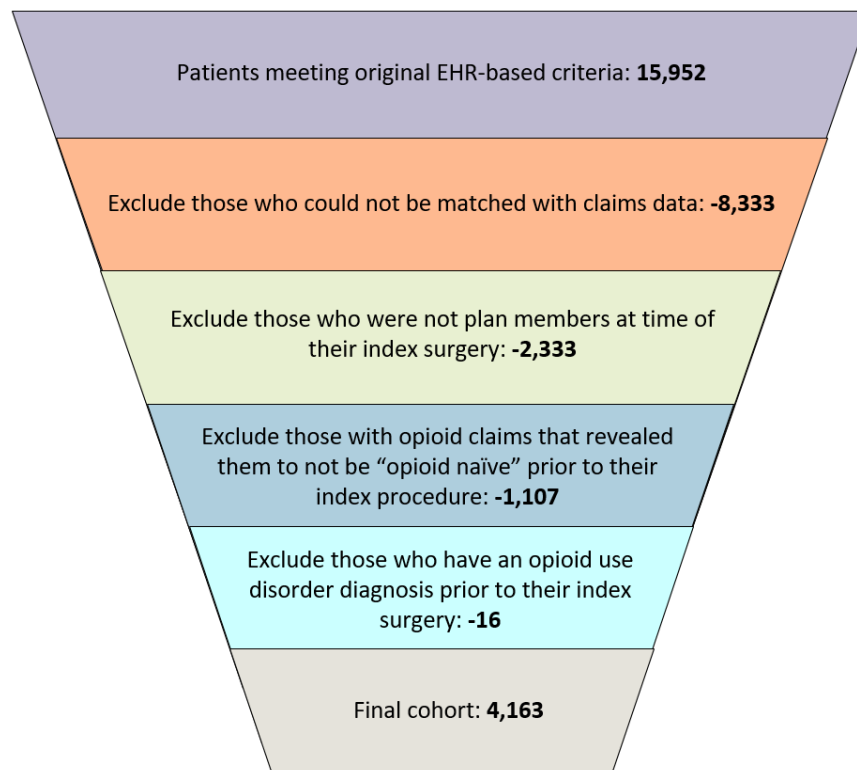 Patients meeting original EHR-based criteria: 15,952
Exclude those who could not be matched with claims data: -8,333
Exclude those who were not plan members at time of
their index surgery: -2,333
Exclude those with opioid claims that revealed
them to not be “opioid naïve” prior to their
index procedure: -1,107
Exclude those who have an opioid use
disorder diagnosis prior to their index
surgery: -16
Final cohort: 4,163